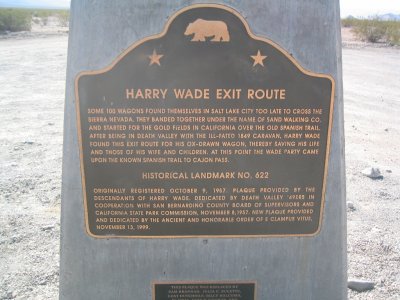 HARRY WADE EXIT ROUTE
SOME 100 WAGONS FOUND THEMSELVES IN SALT LAKE CITY TOO LATE TO CROSS THE
SIERRA NEVADA. THEY BANDED TOGETHER UNDER THE NAME OF SAND WALKING CO.
AND STARTED FOR THE GOLD FIELDS IN CALIFORNIA OVER THE OLD SPANISH TRAIL.
AFTER BEING IN DEATH VALLEY WITH THE ILL-FATED 1849 CARAVAN, HARRY WADE
FOUND THIS EXIT ROUTE FOR HIS OX-DRAWN WAGON, THEREBY SAVING HIS LIFE
AND THOSE OF HIS WIFE AND CHILDREN. AT THIS POINT THE WADE PARTY CAME
UPON THE KNOWN SPANISH TRAIL TO CAJON PASS.
HISTORICAL LANDMARK NO. 622
ORIGINALLY REGISTERED OCTOBER 9, 1957. PLAQUE PROVIDED BY THE
DESCENDANTS OF HARRY WADE. DEDICATED BY DEATH VALLEY '49ERS IN
COOPERATION WITH SAN BERNARDINO COUNTY BOARD OF SUPERVISORS AND
CALIFORNIA STATE PARK COMMISSION, NOVEMBER 8, 1957. NEW PLAQUE PROVIDED
AND DEDICATED BY THE ANCIENT AND HONORABLE ORDER OF E CLAMPUS VITUS,
NOVEMBER 13, 1999.
THIS PLAQUE WAS REPLACED BY